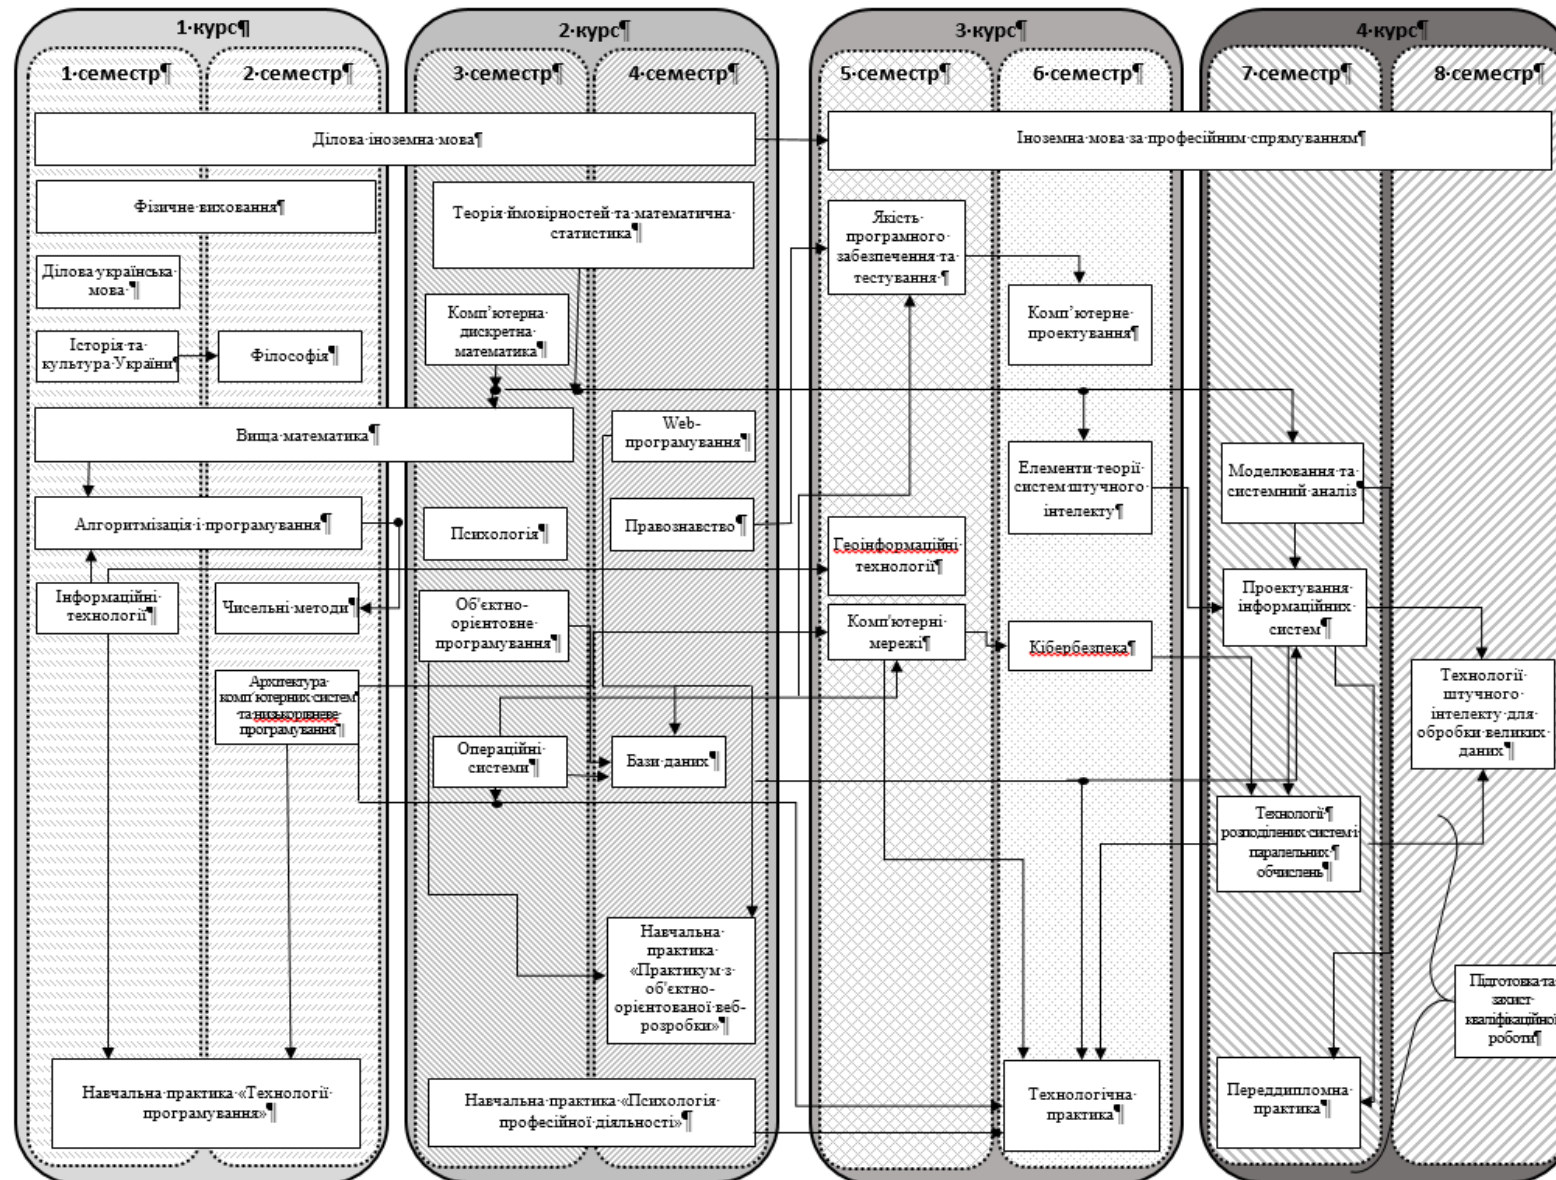 1·курс¶
2·курс¶
3·курс¶
4·курс¶
1·семестр¶
2·семестр¶
3·семестр¶
4·семестр¶
5·семестр¶
6·семестр¶
7·семестр¶
8·семестр¶
Ділова·іноземна·мова¶
Іноземна·мова·за·професійним·спрямуванням¶
Фізичне·виховання¶
Теорія·ймовірностей·та·математична·
статистика¶
Якість·
програмного·
забезпечення·та·
тестування·¶
Ділова·українська·
мова·¶
Комп’ютерна·
дискретна·
математика¶
Комп’ютерне·
проектування¶
Історія·та·
культура·України¶
Філософія¶
Вища·математика¶
Web-
програмування¶
Елементи·теорії·
систем·штучного·
інтелекту¶
Моделювання·та·
системний·аналіз¶
Алгоритмізація·і·програмування¶
Психологія¶
Правознавство¶
Геоінформаційні·
технології¶
Інформаційні·
технології¶
Чисельні·методи¶
Об'єктно-
орієнтовне·
програмування¶
Комп'ютерні·
мережі¶
Кібербезпека¶
Проектування·
інформаційних·
систем¶
Архитектура·
комп'ютерних·систем·
та·низькорівневе·
програмування¶
Операційні·
системи¶
Бази·даних¶
Технології·
штучного·
інтелекту·для·
обробки·великих·
даних¶
Технології¶
розподілених·систем·і·
паралельних·¶
обчислень¶
Навчальна·
практика·
«Практикум·з·
об'єктно-
орієнтованої·веб-
розробки»¶
Підготовка·та·
захист·
кваліфікаційної·
роботи¶
Навчальна·практика·«Технології·
програмування»¶
Навчальна·практика·«Психологія·
професійної·діяльності»¶
Технологічна·
практика¶
Переддипломна·
практика¶